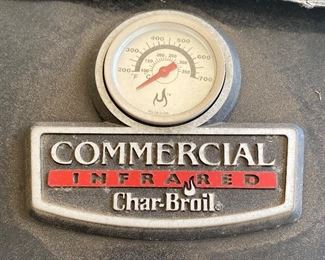 400 500
300 600
200 °F °C 700
COMMERCIAL
INFRARED
Char-Broil